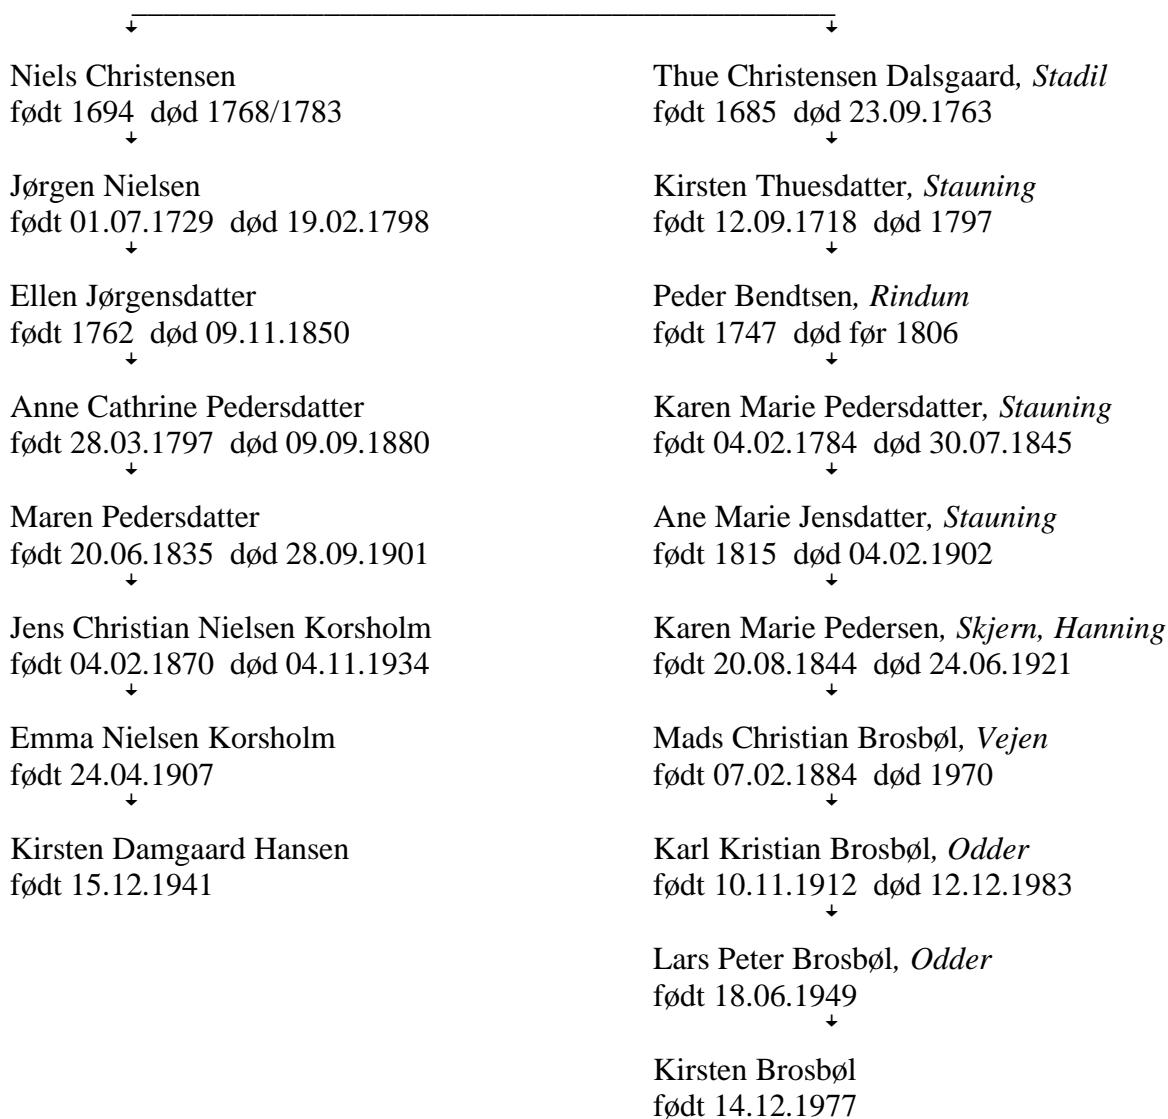 Niels Christensen
født 1694 død 1768/1783
Jørgen Nielsen
født 01.07.1729 død 19.02.1798
Ellen Jørgensdatter
født 1762 død 09.11.1850
Anne Cathrine Pedersdatter
født 28.03.1797 død 09.09.1880
Maren Pedersdatter
født 20.06.1835 død 28.09.1901
Jens Christian Nielsen Korsholm
født 04.02.1870 død 04.11.1934
Emma Nielsen Korsholm
født 24.04.1907
Kirsten Damgaard Hansen
født 15.12.1941
Thue Christensen Dalsgaard, Stadil
født 1685 død 23.09.1763
Kirsten Thuesdatter, Stauning
født 12.09.1718 død 1797
Peder Bendtsen, Rindum
født 1747 død før 1806
Karen Marie Pedersdatter, Stauning
født 04.02.1784 død 30.07.1845
Ane Marie Jensdatter, Stauning
født 1815 død 04.02.1902
Karen Marie Pedersen, Skjern, Hanning
født 20.08.1844 død 24.06.1921
Mads Christian Brosbøl, Vejen
født 07.02.1884 død 1970
Karl Kristian Brosbøl, Odder
født 10.11.1912 død 12.12.1983
Lars Peter Brosbøl, Odder
født 18.06.1949
Kirsten Brosbøl
født 14.12.1977